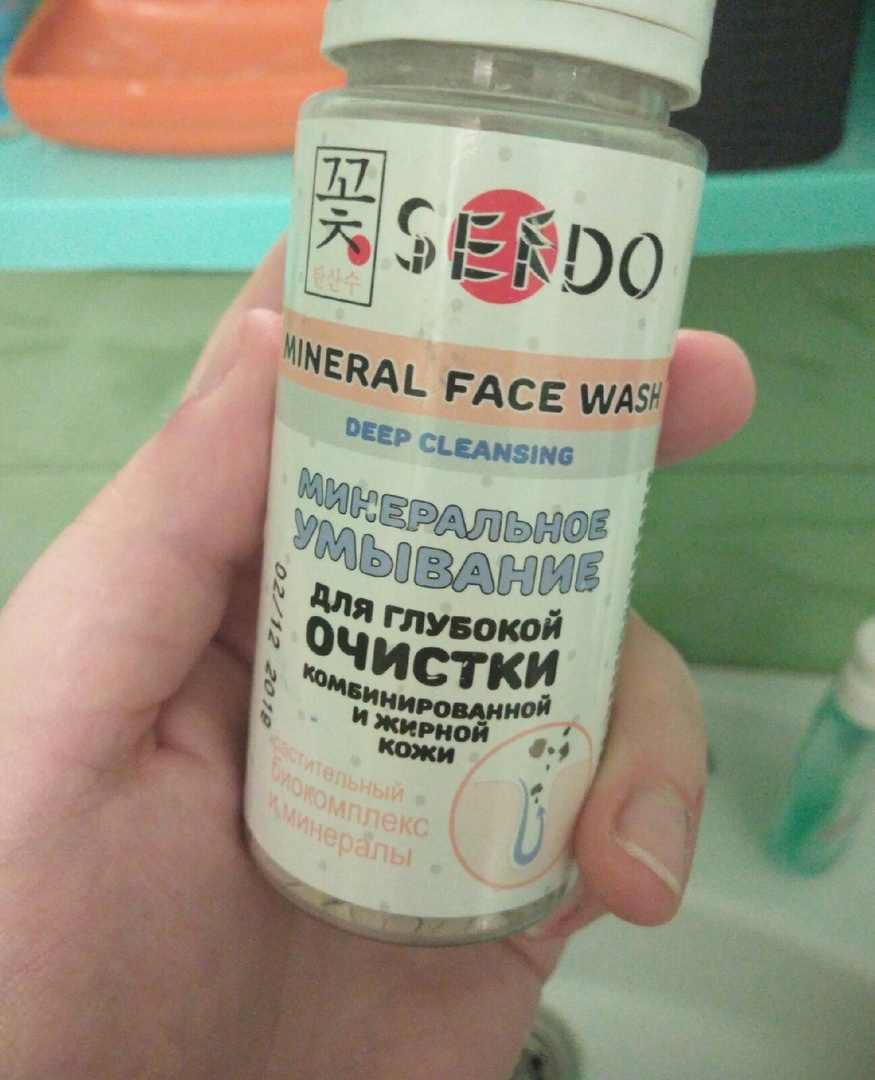 꽃
탄산수
SENDO
MINERAL FACE WASH
DEEP CLEANSING
МИНЕРАЛЬНОЕ
УМЫВАНИЕ
ДЛЯ ГЛУБОКОЙ
ОЧИСТКИ
КОМБИНИРОВАННОЙ
И ЖИРНОЙ
КОЖИ
растительный
биокомплекс
и минералы
02/12 2019